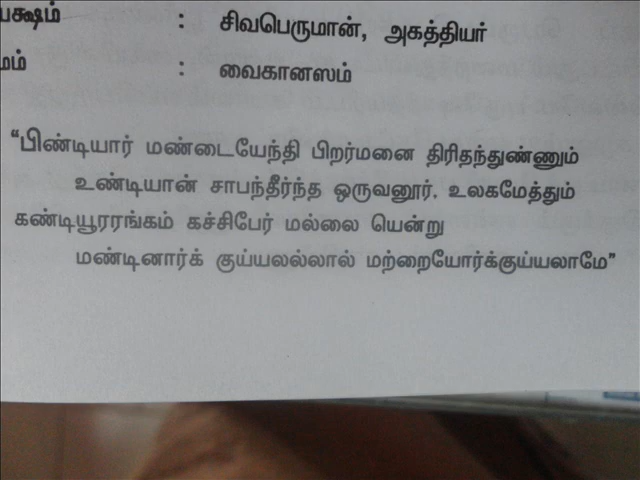 பக்ஷம் : சிவபெருமான், அகத்தியர்
மம் : வைகானஸம்
“பிண்டியார் மண்டையேந்தி பிறர்மனை திரிதந்துண்ணும்
உண்டியான் சாபந்தீர்ந்த ஒருவனூர். உலகமேத்தும்
கண்டியூரரங்கம் கச்சிபேர் மல்லை யென்று
மண்டினார்க் குய்யலல்லால் மற்றையோர்க்குய்யலாமே”